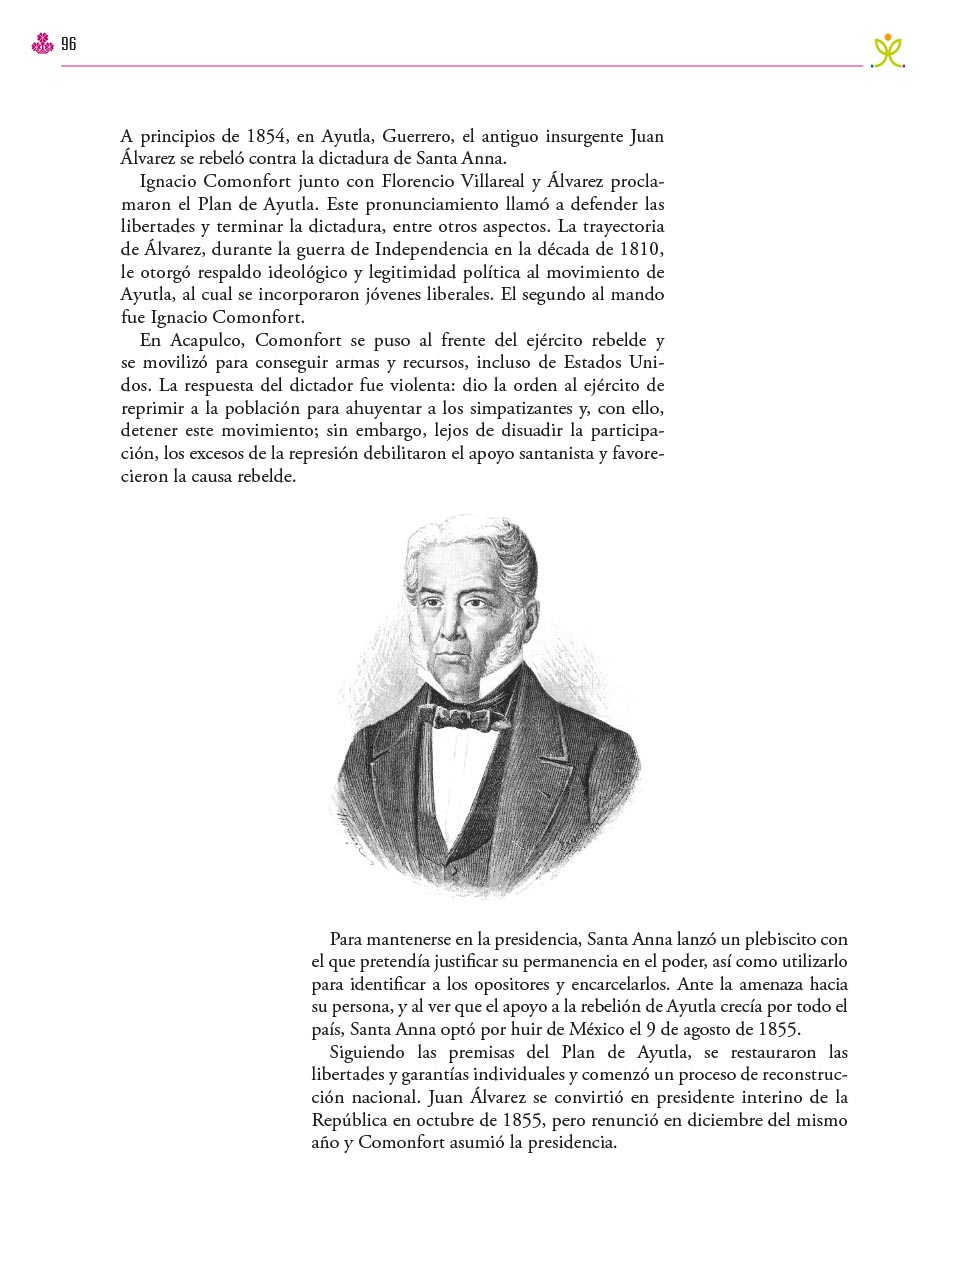 96
A principios de 1854, en Ayutla, Guerrero, el antiguo insurgente Juan
Álvarez se rebeló contra la dictadura de Santa Anna.
Ignacio Comonfort junto con Florencio Villareal y Álvarez procla-
maron el Plan de Ayutla. Este pronunciamiento llamó a defender las
libertades y terminar la dictadura, entre otros aspectos. La trayectoria
de Álvarez, durante la guerra de Independencia en la década de 1810,
le otorgó respaldo ideológico y legitimidad política al movimiento de
Ayutla, al cual se incorporaron jóvenes liberales. El segundo al mando
fue Ignacio Comonfort.
En Acapulco, Comonfort se puso al frente del ejército rebelde y
se movilizó para conseguir armas y recursos, incluso de Estados Uni-
dos. La respuesta del dictador fue violenta: dio la orden al ejército de
reprimir a la población para ahuyentar a los simpatizantes y, con ello,
detener este movimiento; sin embargo, lejos de disuadir la participa-
ción, los excesos de la represión debilitaron el apoyo santanista y favore-
cieron la causa rebelde.
Para mantenerse en la presidencia, Santa Anna lanzó un plebiscito con
el que pretendía justificar su permanencia en el poder, así como utilizarlo
para identificar a los opositores y encarcelarlos. Ante la amenaza hacia
su persona, y al ver que el apoyo a la rebelión de Ayutla crecía por todo el
país, Santa Anna optó por huir de México el 9 de agosto de 1855.
Siguiendo las premisas del Plan de Ayutla, se restauraron las
libertades y garantías individuales y comenzó un proceso de reconstruc-
ción nacional. Juan Álvarez se convirtió en presidente interino de la
República en octubre de 1855, pero renunció en diciembre del mismo
año y Comonfort asumió la presidencia.